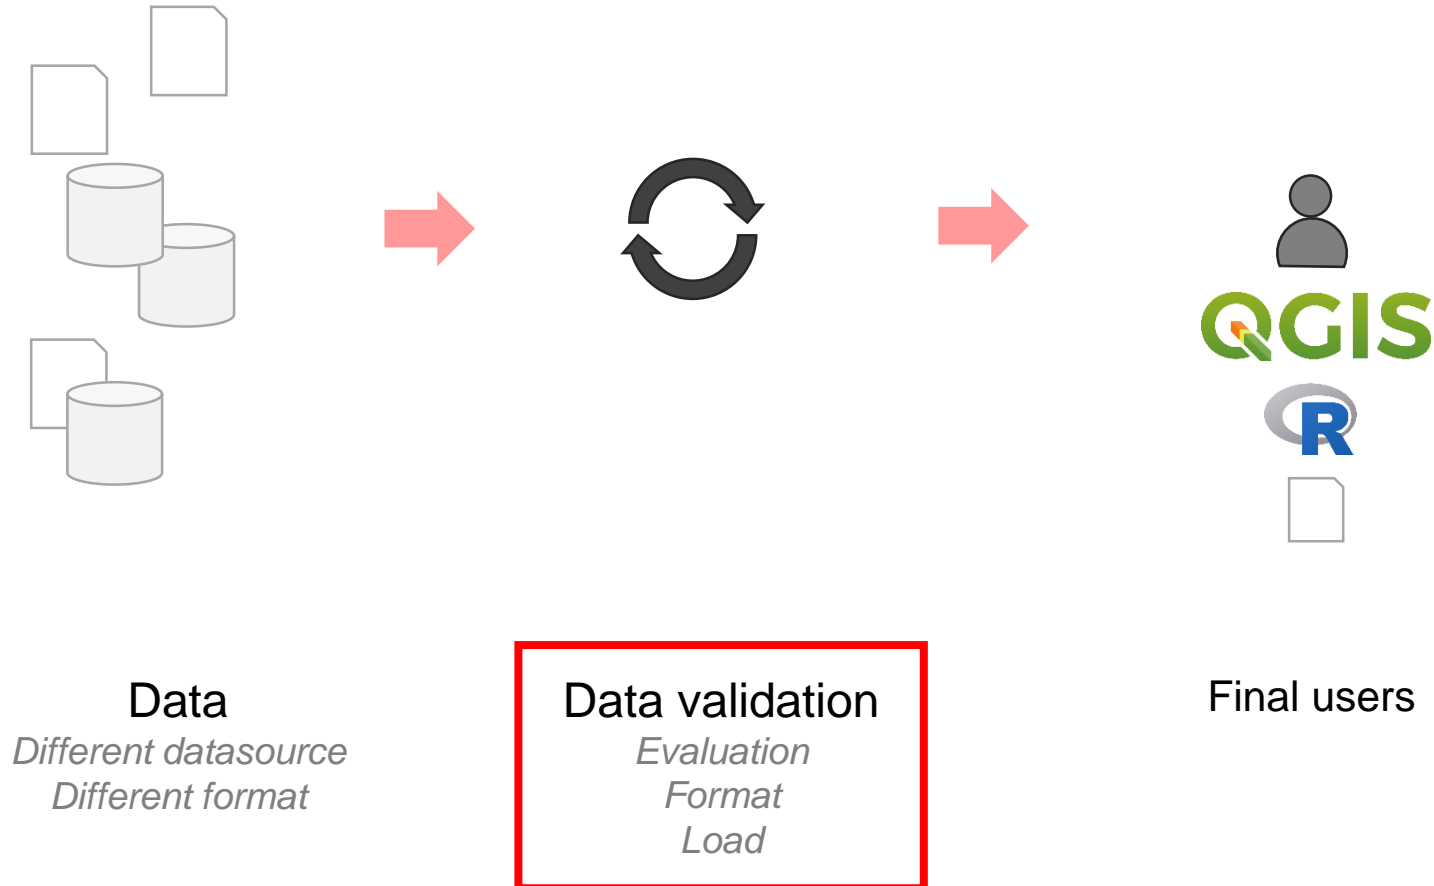 QGIS
R
Data
Different datasource
Different format
Data validation
Evaluation
Format
Load
Final users